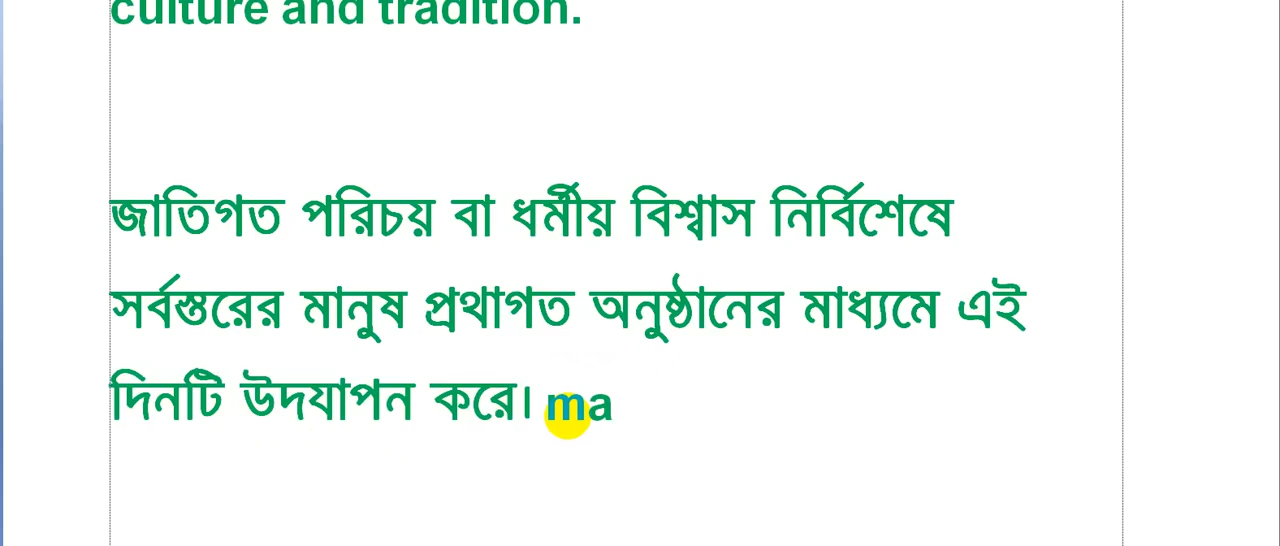 culture and tradition.
জাতিগত পরিচয় বা ধর্মীয় বিশ্বাস নির্বিশেষে
সর্বস্তরের মানুষ প্রথাগত অনুষ্ঠানের মাধ্যমে এই
দিনটি উদযাপন করে। ma